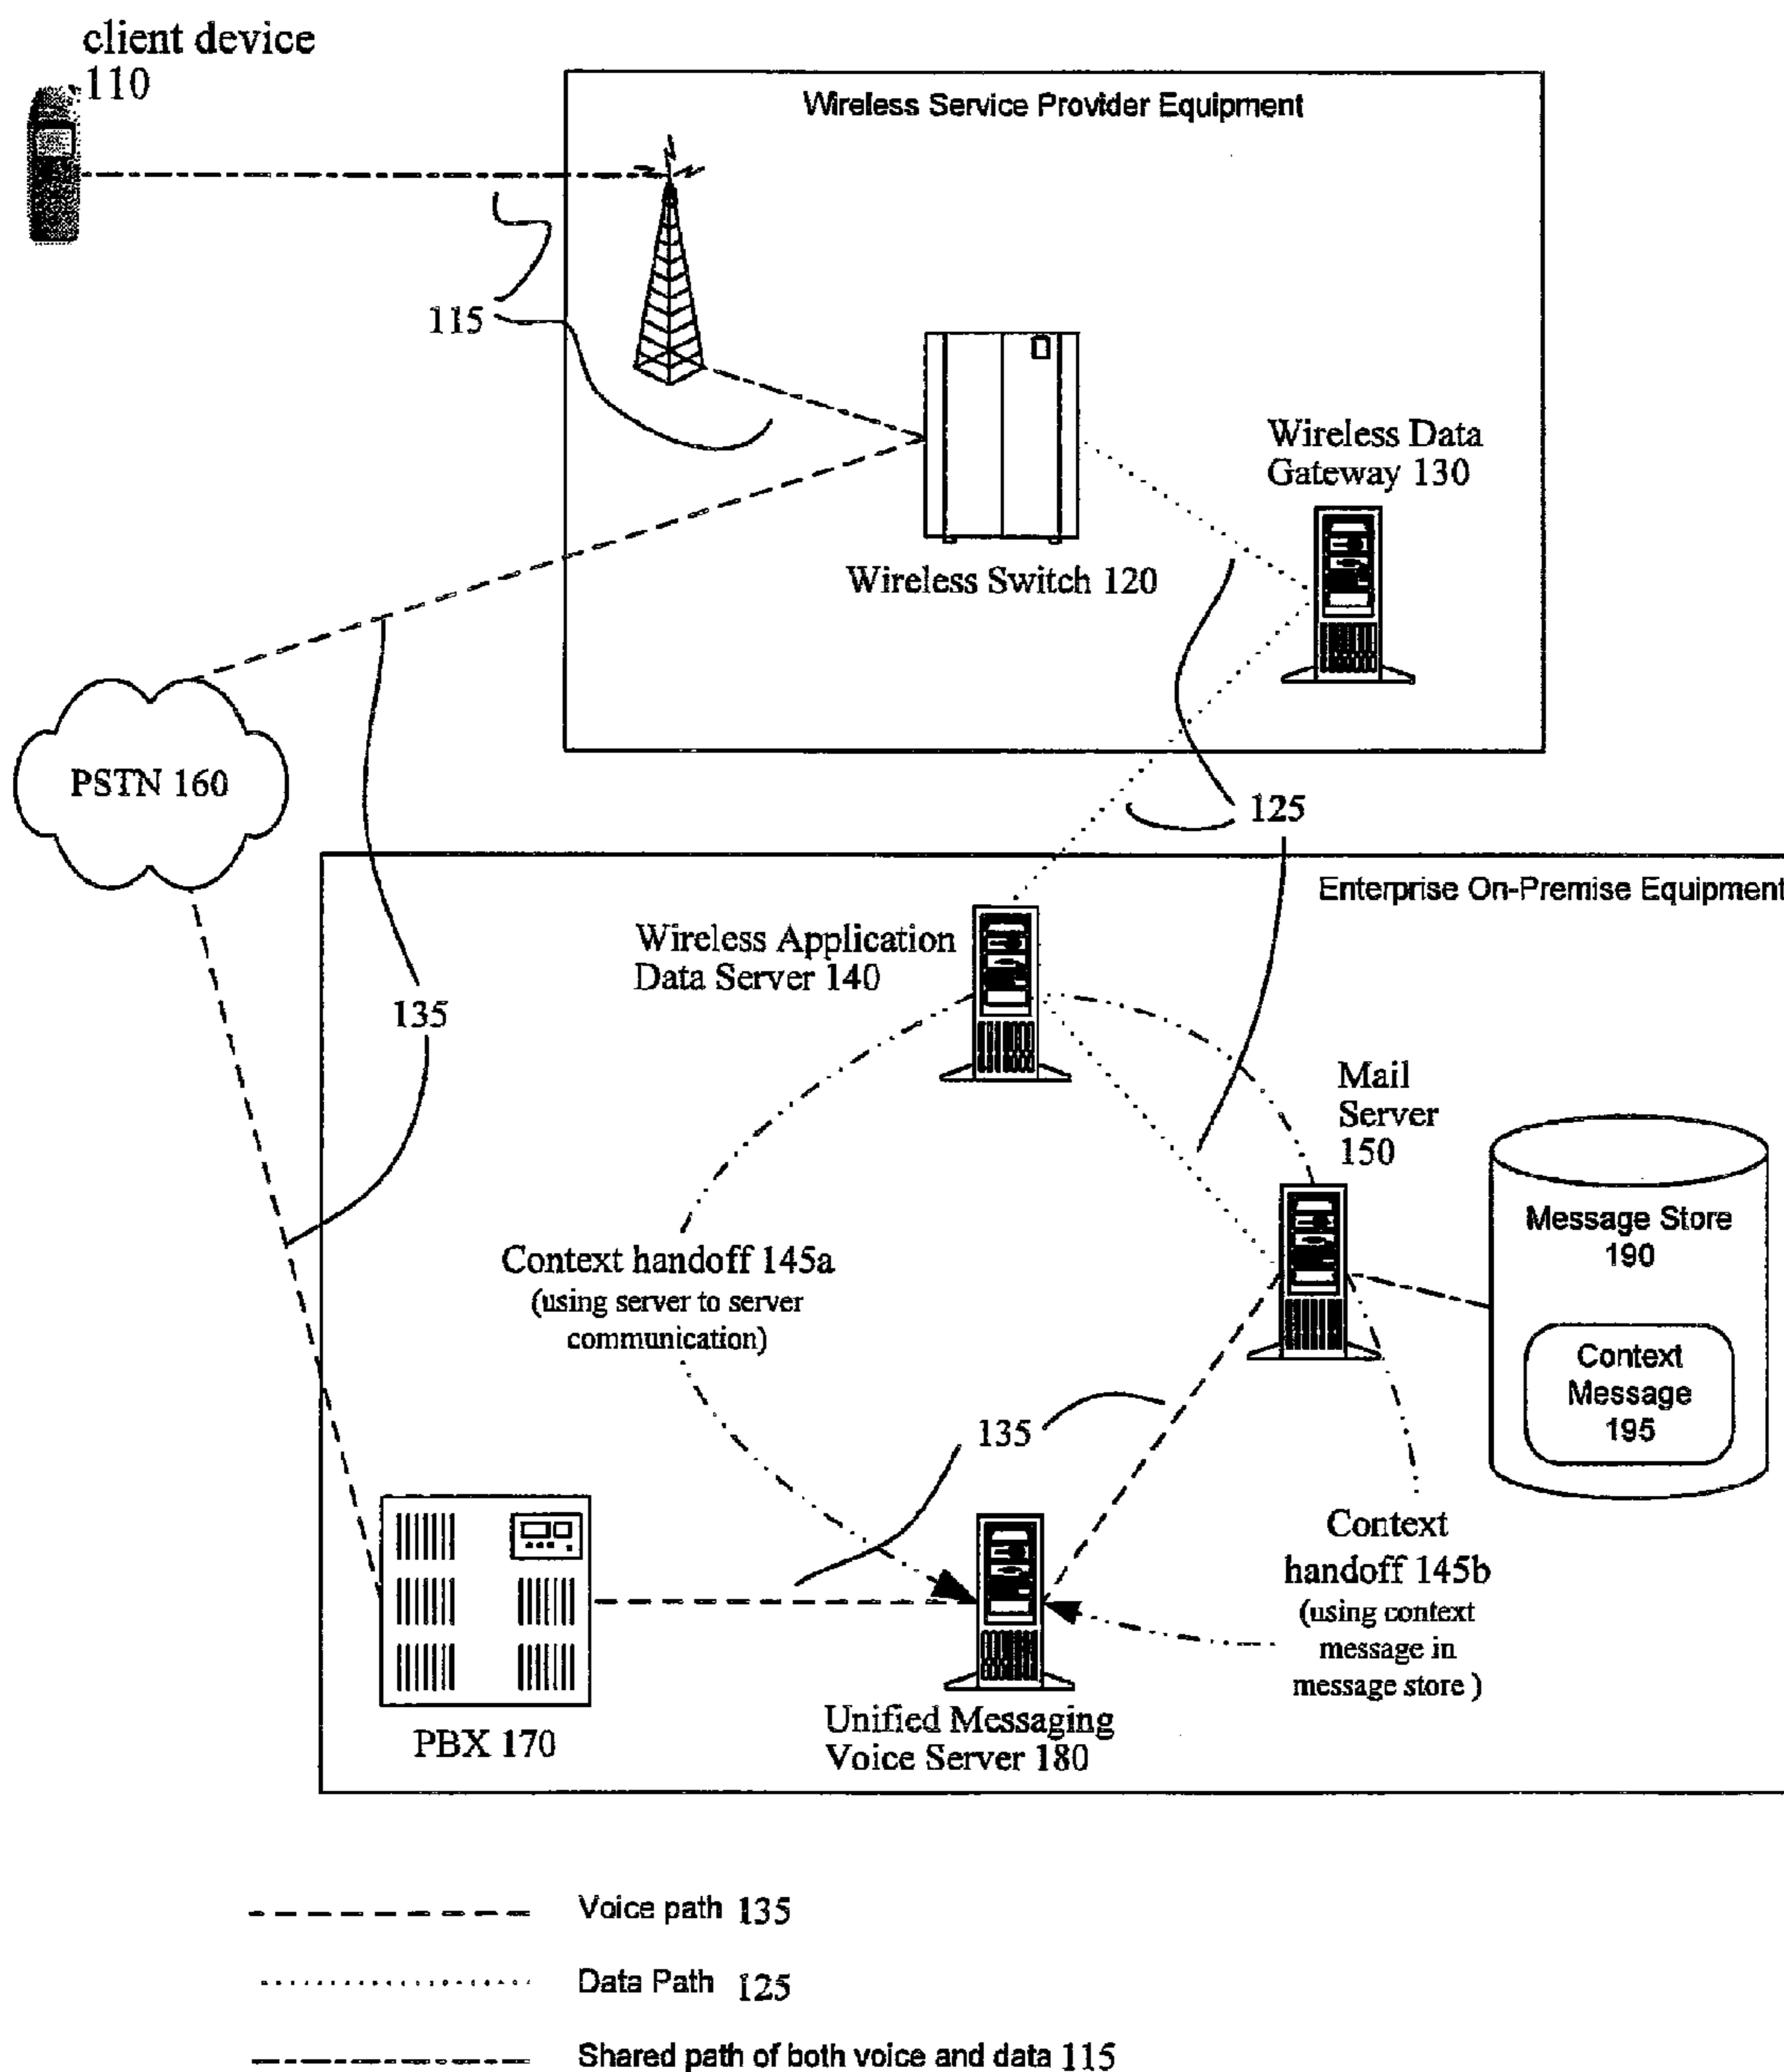 client device
110
Wireless Service Provider Equipment
115
Wireless Data
Gateway 130
Wireless Switch 120
PSTN 160
125
Enterprise On-Premise Equipment
Wireless Application
Data Server 140
135
Mail
Server
150
Message Store
190
Context handoff 145a
(using server to server
communication)
Context
Message
195
135
Context
handoff 145b
(using context
message in
message store )
PBX 170
Unified Messaging
Voice Server 180
Voice path 135
Data Path 125
Shared path of both voice and data 115